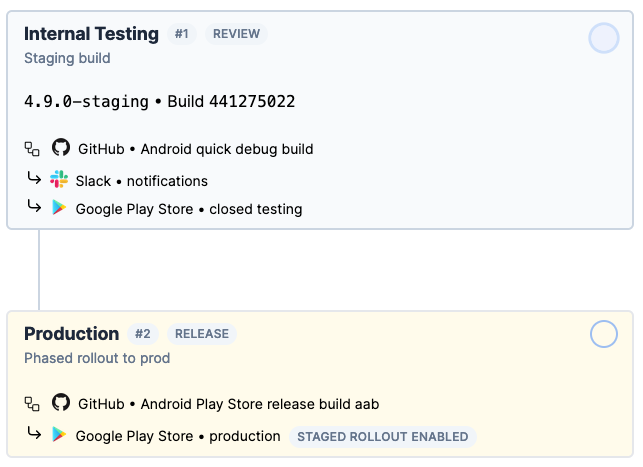 Internal Testing #1 REVIEW
Staging build
4.9.0-staging • Build 441275022
GitHub • Android quick debug build
Slack • notifications
Google Play Store • closed testing
Production #2 RELEASE
Phased rollout to prod
GitHub • Android Play Store release build aab
Google Play Store • production STAGED ROLLOUT ENABLED